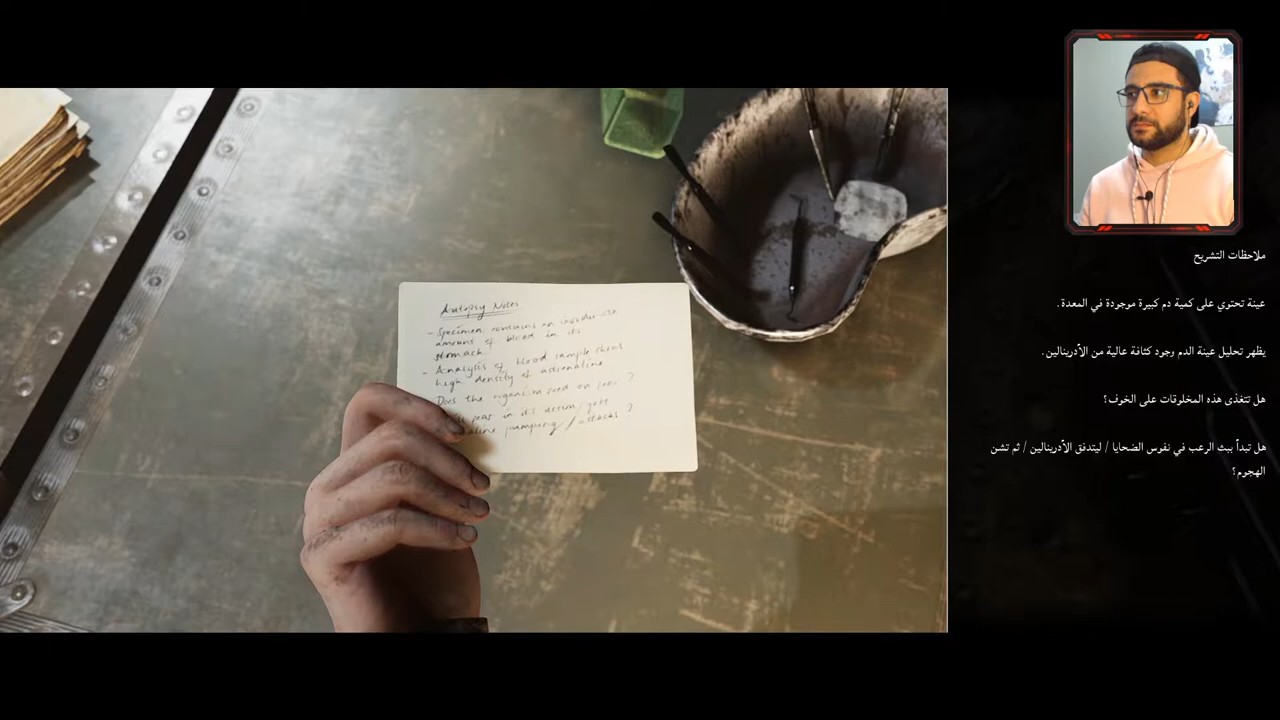 Autopsy Notes
- Specimen contains an
amount of blood in its
stomach.
- Analysis of blood sample shows
high density of adrenaline
Does the organism feed on fear ?
fear in its victim / gets
pumping / attacks ?
ملاحظات التشريح
عينة تحتوي على كمية دم كبيرة موجودة في المعدة.
يظهر تحليل عينة الدم وجود كثافة عالية من الأدرينالين.
هل تتغذى هذه المخلوقات على الخوف؟
هل تبدأ ببث الرعب في نفوس الضحايا / ليتدفق الأدرينالين / ثم تشن
الهجوم؟